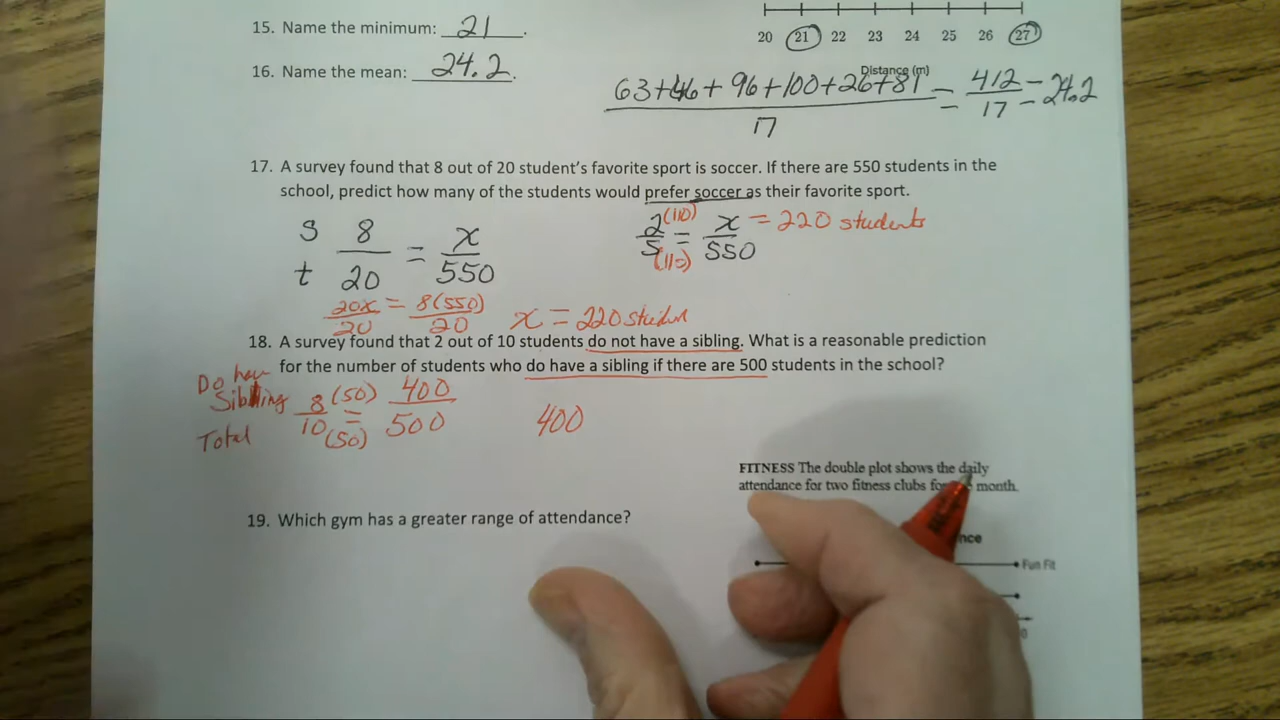 15. Name the minimum: 21.
20 21 22 23 24 25 26 27
Distance (m)
16. Name the mean: 24.2.
63+46+96+100+26+81 = 412 = 24.2
17 17
17. A survey found that 8 out of 20 student's favorite sport is soccer. If there are 550 students in the
school, predict how many of the students would prefer soccer as their favorite sport.
S 8 = x
t 20 550
2(110) = x = 220 students
5(110) 550
20x = 8(550) x = 220
20 20
18. A survey found that 2 out of 10 students do not have a sibling. What is a reasonable prediction
for the number of students who do have a sibling if there are 500 students in the school?
Do have
Sibling 8 (50) = 400
Total 10 (50) 500
400
FITNESS The double plot shows the daily
attendance for two fitness clubs for month.
19. Which gym has a greater range of attendance?
Fun Fit